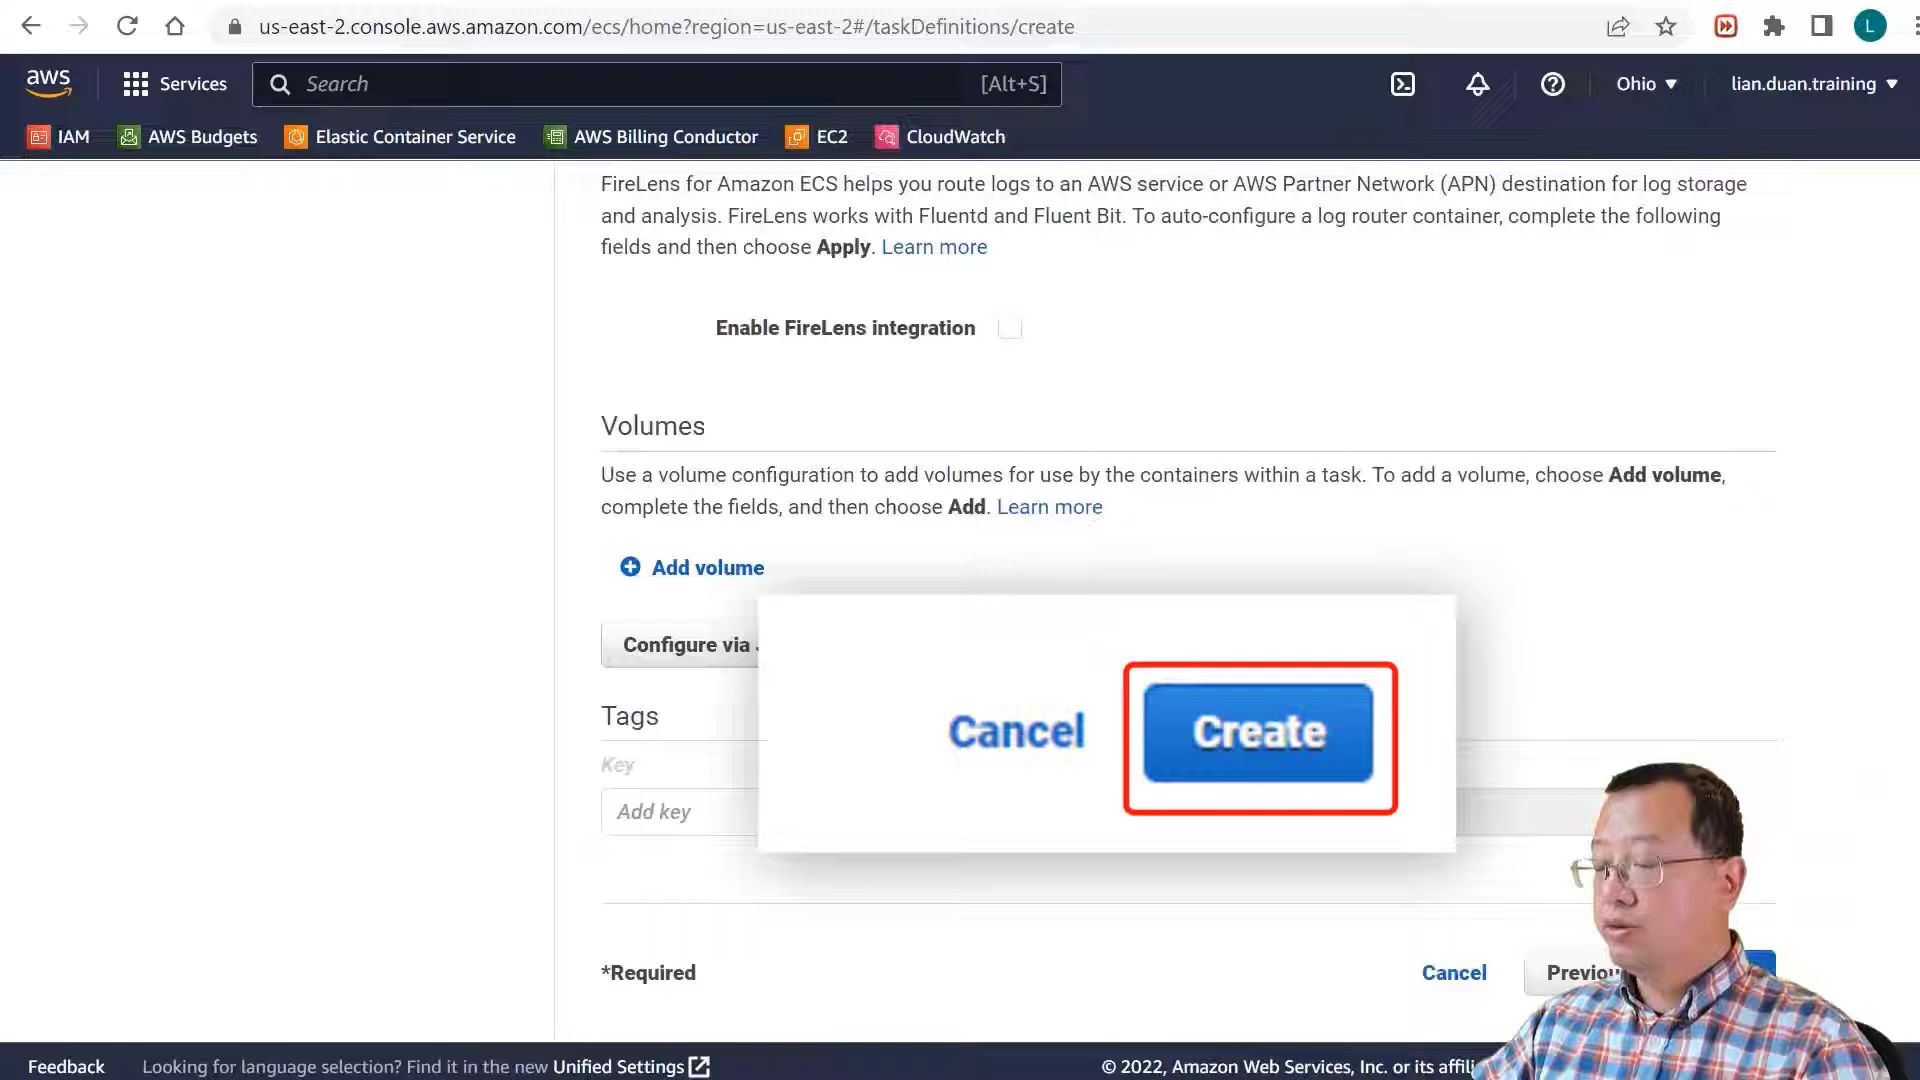 us-east-2.console.aws.amazon.com/ecs/home?region=us-east-2#/taskDefinitions/create
L
aws
Services
Search
[Alt+S]
Ohio
lian.duan.training
IAM
AWS Budgets
Elastic Container Service
AWS Billing Conductor
EC2
CloudWatch
FireLens for Amazon ECS helps you route logs to an AWS service or AWS Partner Network (APN) destination for log storage
and analysis. FireLens works with Fluentd and Fluent Bit. To auto-configure a log router container, complete the following
fields and then choose Apply. Learn more
Enable FireLens integration
Volumes
Use a volume configuration to add volumes for use by the containers within a task. To add a volume, choose Add volume,
complete the fields, and then choose Add. Learn more
Add volume
Configure via
Cancel
Create
Tags
Key
Add key
*Required
Cancel
Previou
Feedback
Looking for language selection? Find it in the new Unified Settings
© 2022, Amazon Web Services, Inc. or its affili